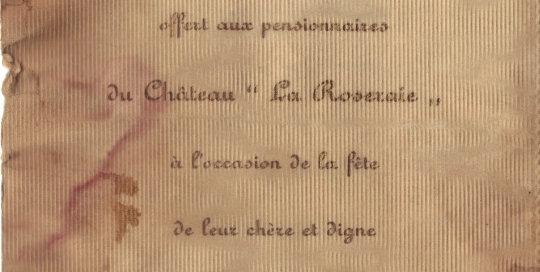 offert aux pensionnaires
du Château “ La Roseraie „
à l'occasion de la fête
de leur chère et digne